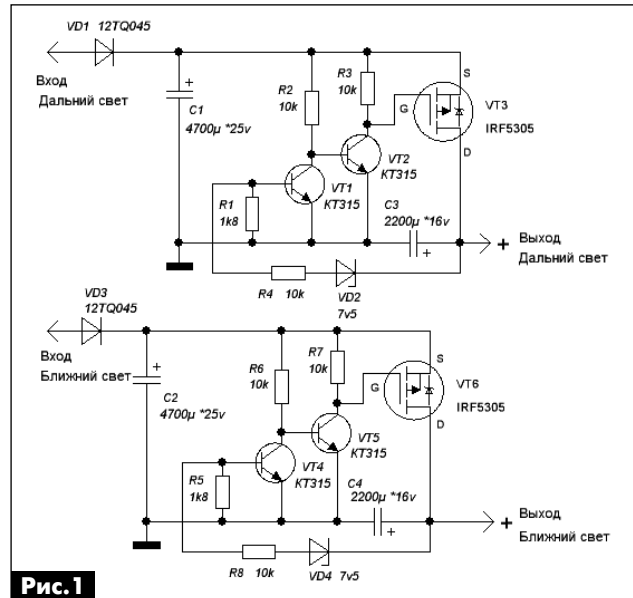 VD1 12TQ045
Вход
Дальний свет
+
C1
4700µ *25v
R2
10k
R3
10k
S
G
VT3
IRF5305
D
VT2
КТ315
VT1
КТ315
R1
1k8
C3
2200µ *16v
+
+ Выход
Дальний свет
R4 10k
VD2
7v5
VD3
12TQ045
Вход
Ближний свет
+
C2
4700µ *25v
R6
10k
R7
10k
S
G
VT6
IRF5305
D
VT5
КТ315
VT4
КТ315
R5
1k8
C4
2200µ *16v
+
+ Выход
Ближний свет
R8 10k
VD4 7v5
Рис.1